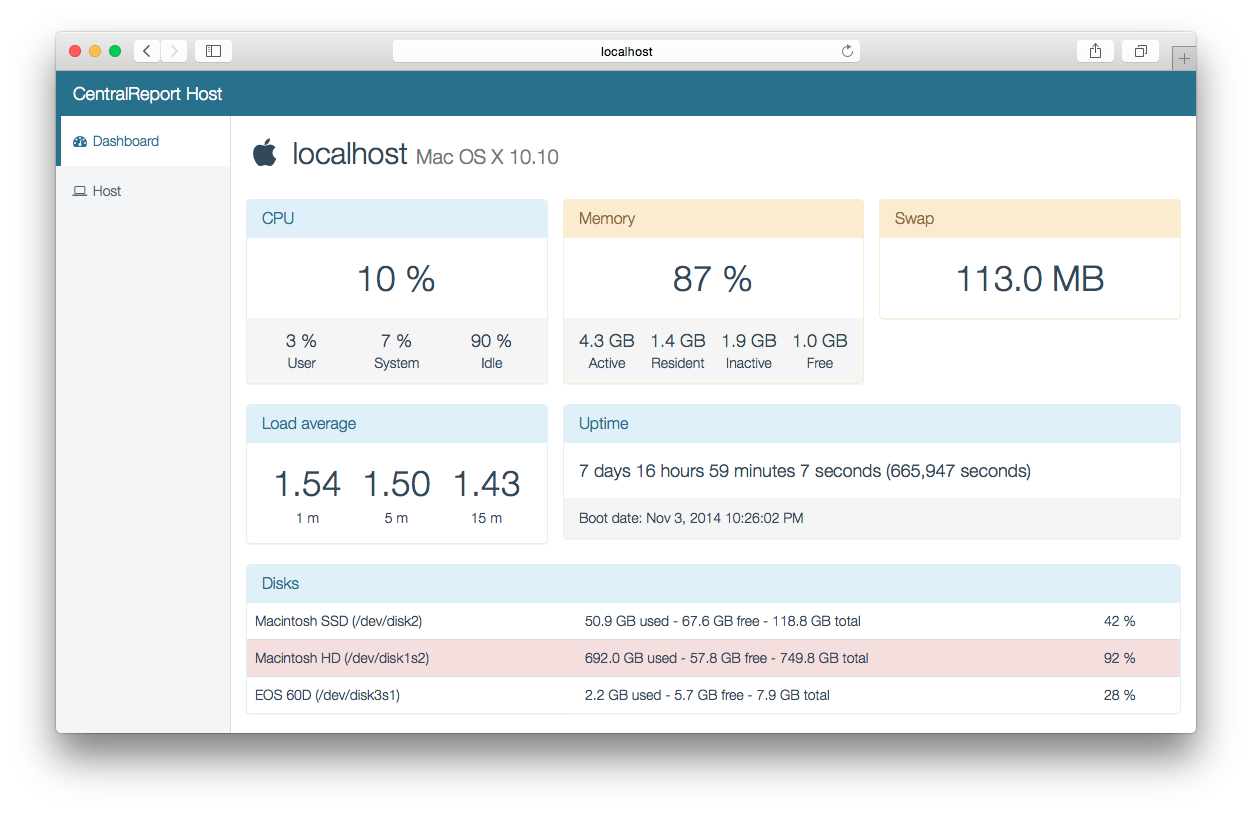 localhost
CentralReport Host
Dashboard
Host
localhost Mac OS X 10.10
CPU
10 %
3 % 7 % 90 %
User System Idle
Memory
87 %
4.3 GB 1.4 GB 1.9 GB 1.0 GB
Active Resident Inactive Free
Swap
113.0 MB
Load average
1.54 1.50 1.43
1 m 5 m 15 m
Uptime
7 days 16 hours 59 minutes 7 seconds (665,947 seconds)
Boot date: Nov 3, 2014 10:26:02 PM
Disks
Macintosh SSD (/dev/disk2) 50.9 GB used - 67.6 GB free - 118.8 GB total 42 %
Macintosh HD (/dev/disk1s2) 692.0 GB used - 57.8 GB free - 749.8 GB total 92 %
EOS 60D (/dev/disk3s1) 2.2 GB used - 5.7 GB free - 7.9 GB total 28 %